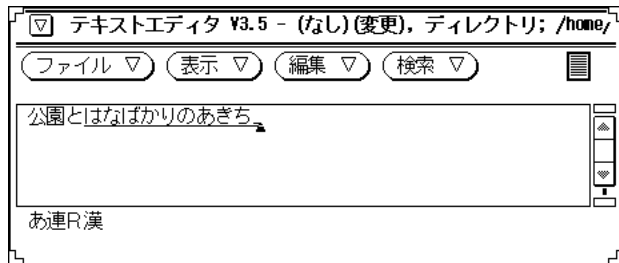 テキストエディタ V3.5 - (なし)(変更), ディレクトリ; /home/
ファイル ▽ 表示 ▽ 編集 ▽ 検索 ▽
公園とはなばかりのあきち
あ連R漢